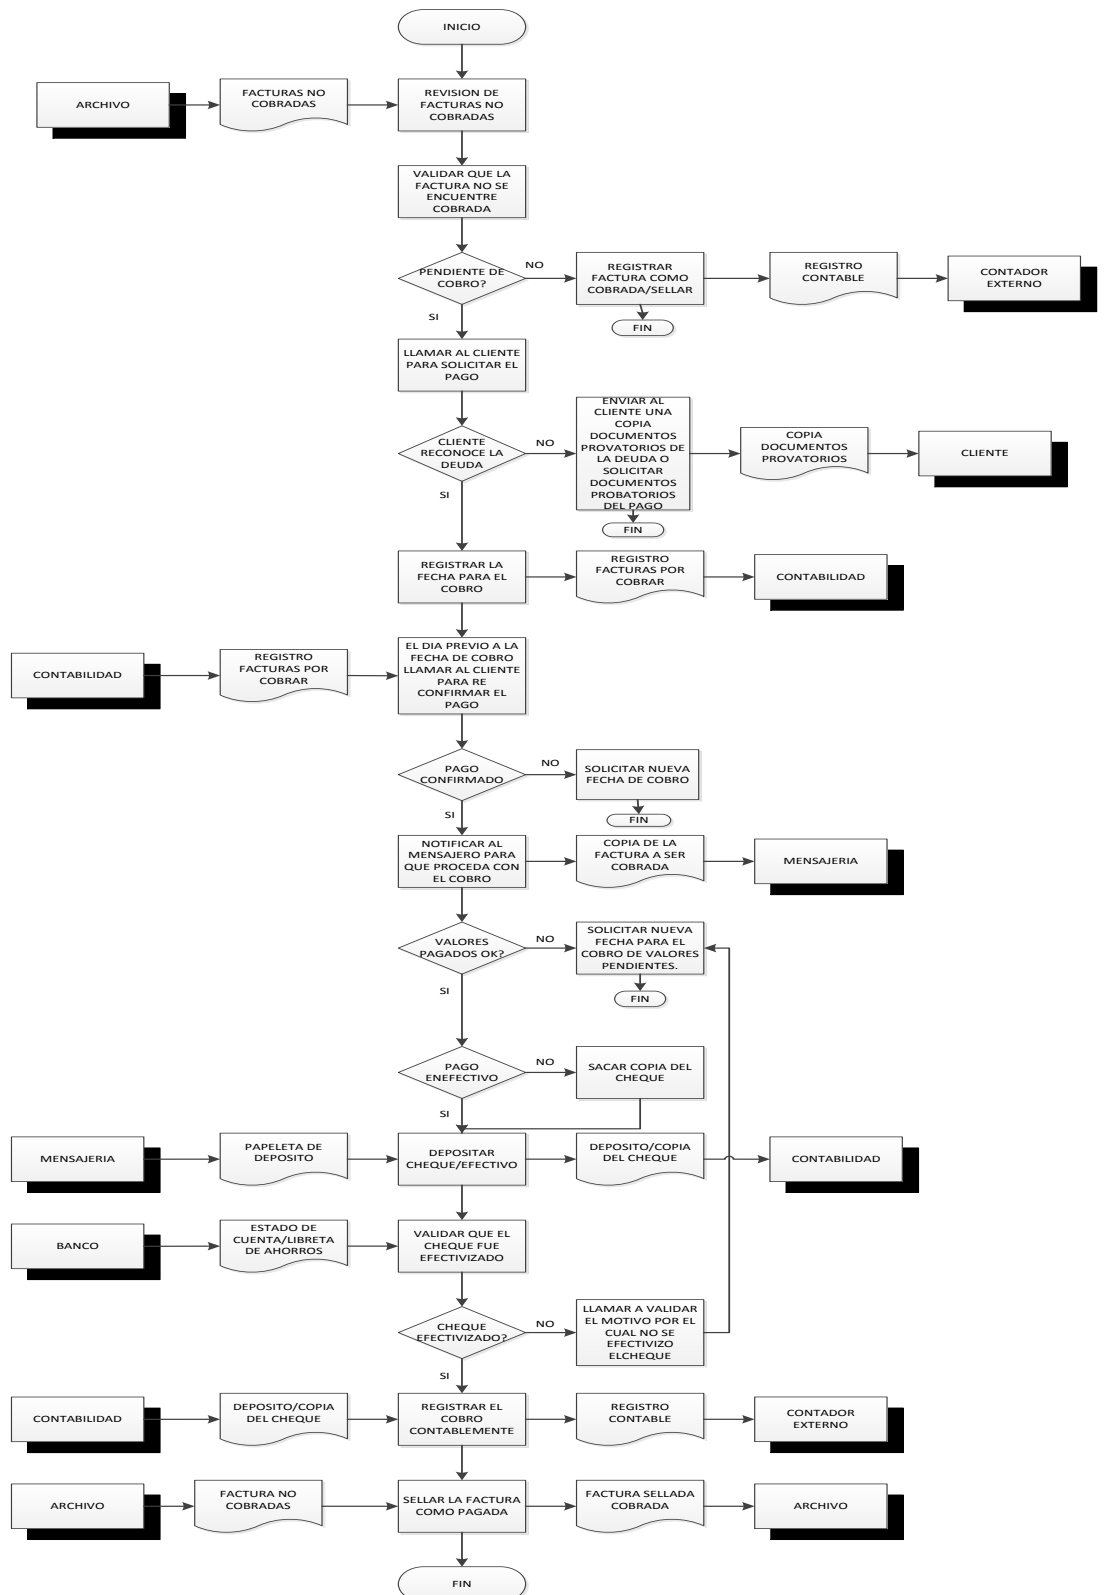 INICIO
ARCHIVO
FACTURAS NO
COBRADAS
REVISION DE
FACTURAS NO
COBRADAS
VALIDAR QUE LA
FACTURA NO SE
ENCUENTRE
COBRADA
PENDIENTE DE
COBRO?
NO
REGISTRAR
FACTURA COMO
COBRADA/SELLAR
REGISTRO
CONTABLE
CONTADOR
EXTERNO
FIN
SI
LLAMAR AL CLIENTE
PARA SOLICITAR EL
PAGO
CLIENTE
RECONOCE LA
DEUDA
NO
ENVIAR AL
CLIENTE UNA
COPIA
DOCUMENTOS
PROVATORIOS DE
LA DEUDA O
SOLICITAR
DOCUMENTOS
PROBATORIOS
DEL PAGO
COPIA
DOCUMENTOS
PROVATORIOS
CLIENTE
FIN
SI
REGISTRAR LA
FECHA PARA EL
COBRO
REGISTRO
FACTURAS POR
COBRAR
CONTABILIDAD
CONTABILIDAD
REGISTRO
FACTURAS POR
COBRAR
EL DIA PREVIO A LA
FECHA DE COBRO
LLAMAR AL CLIENTE
PARA RE
CONFIRMAR EL
PAGO
PAGO
CONFIRMADO
NO
SOLICITAR NUEVA
FECHA DE COBRO
FIN
SI
NOTIFICAR AL
MENSAJERO PARA
QUE PROCEDA CON
EL COBRO
COPIA DE LA
FACTURA A SER
COBRADA
MENSAJERIA
VALORES
PAGADOS OK?
NO
SOLICITAR NUEVA
FECHA PARA EL
COBRO DE VALORES
PENDIENTES.
FIN
SI
PAGO
ENEFECTIVO
NO
SACAR COPIA DEL
CHEQUE
SI
MENSAJERIA
PAPELETA DE
DEPOSITO
DEPOSITAR
CHEQUE/EFECTIVO
DEPOSITO/COPIA
DEL CHEQUE
CONTABILIDAD
BANCO
ESTADO DE
CUENTA/LIBRETA
DE AHORROS
VALIDAR QUE EL
CHEQUE FUE
EFECTIVIZADO
CHEQUE
EFECTIVIZADO?
NO
LLAMAR A VALIDAR
EL MOTIVO POR EL
CUAL NO SE
EFECTIVIZO
ELCHEQUE
SI
CONTABILIDAD
DEPOSITO/COPIA
DEL CHEQUE
REGISTRAR EL
COBRO
CONTABLEMENTE
REGISTRO
CONTABLE
CONTADOR
EXTERNO
ARCHIVO
FACTURA NO
COBRADAS
SELLAR LA FACTURA
COMO PAGADA
FACTURA SELLADA
COBRADA
ARCHIVO
FIN